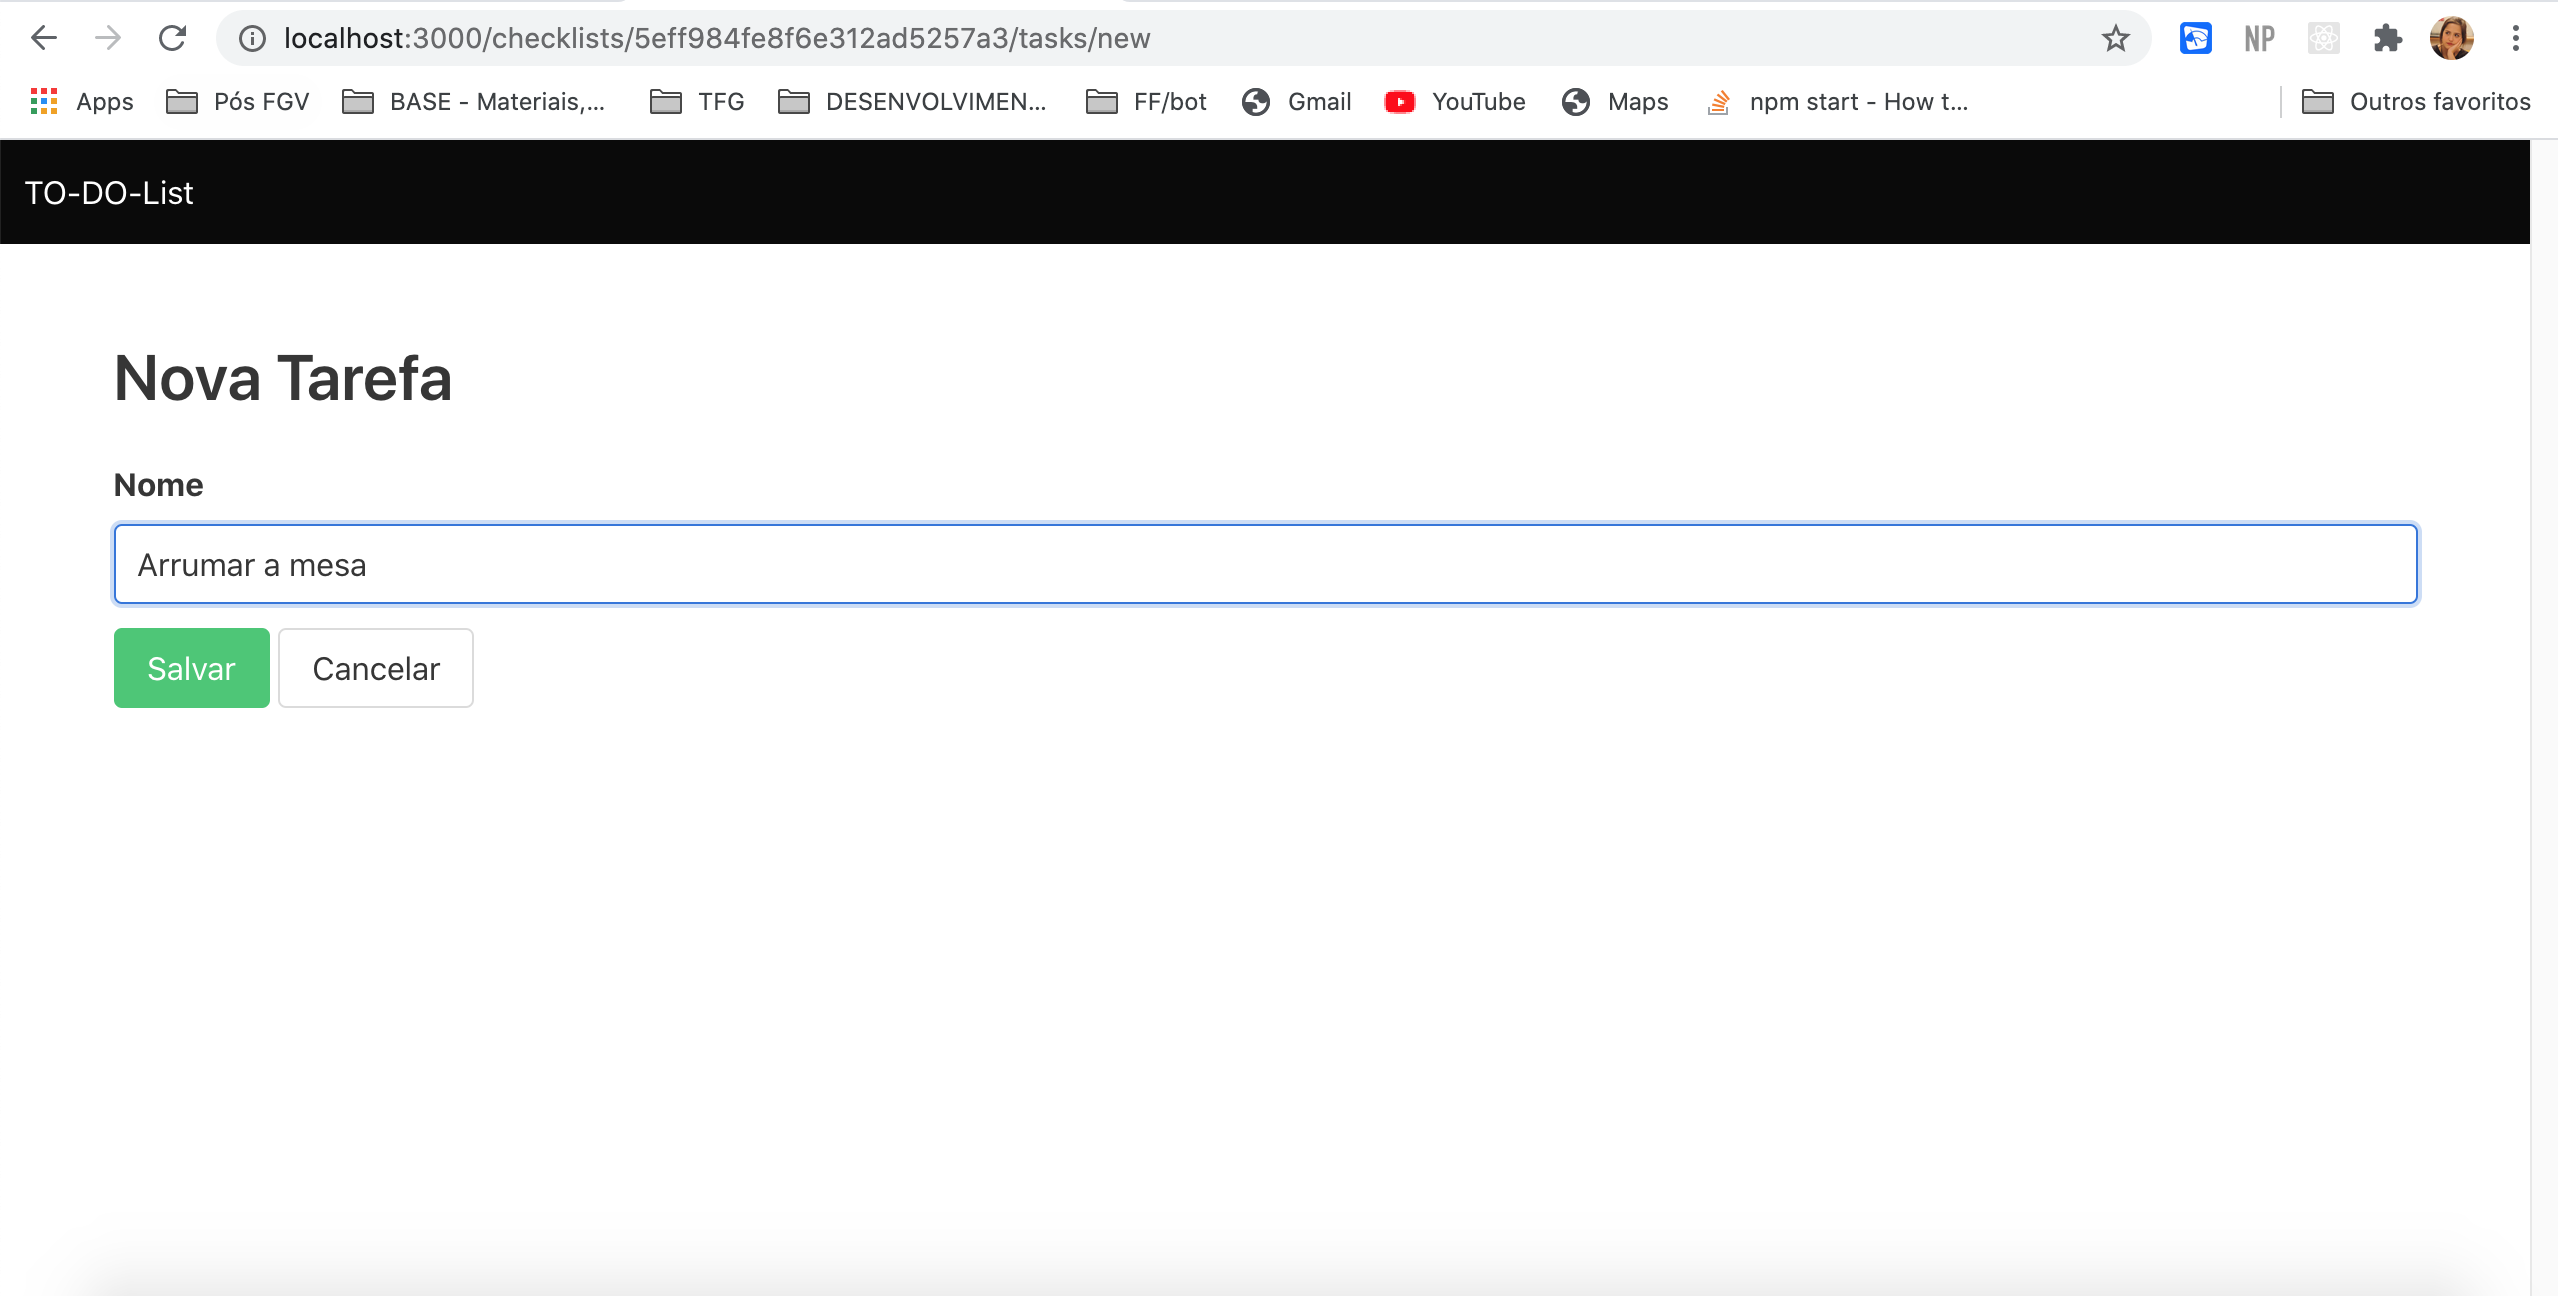 localhost:3000/checklists/5eff984fe8f6e312ad5257a3/tasks/new
NP
Apps Pós FGV BASE - Materiais,... TFG DESENVOLVIMEN... FF/bot Gmail YouTube Maps npm start - How t... Outros favoritos
TO-DO-List
Nova Tarefa
Nome
Arrumar a mesa
Salvar Cancelar